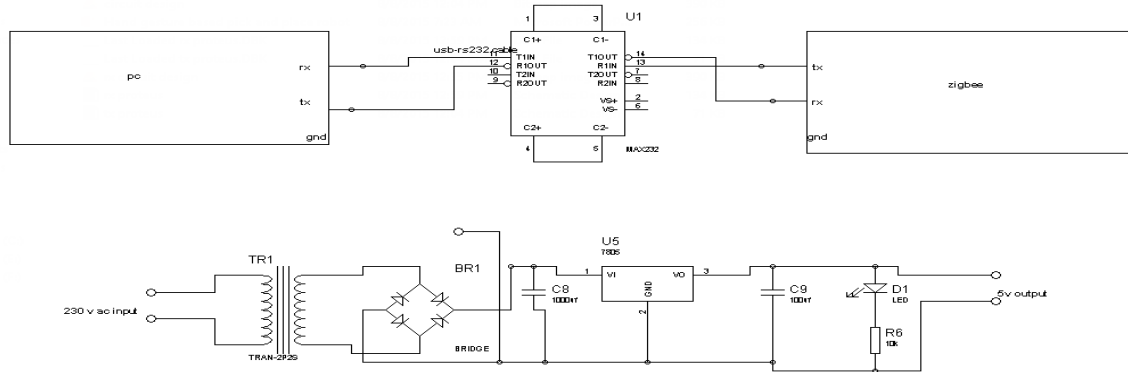 1 3 U1
C1+ C1-
usb-rs232 cable
11 T1IN T1OUT 14
12 R1OUT R1IN 13
10 T2IN T2OUT 7
9 R2OUT R2IN 8
VS+ 2
VS- 6
C2+ C2-
4 5 MAX232
pc
rx
tx
gnd
zigbee
tx
rx
gnd
TR1
230 v ac input
TRAN-2P2S
BR1
BRIDGE
C8
1000uf
U5
7805
1 VI VO 3
GND
2
C9
100uf
D1
LED
R6
10k
5v output